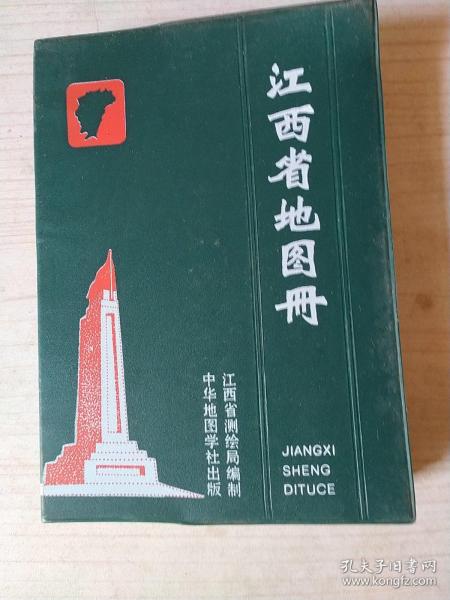 江西省地图册
江西省测绘局编制
中华地图学社出版
JIANGXI
SHENG
DITUCE
孔夫子旧书网
www.kongfz.com